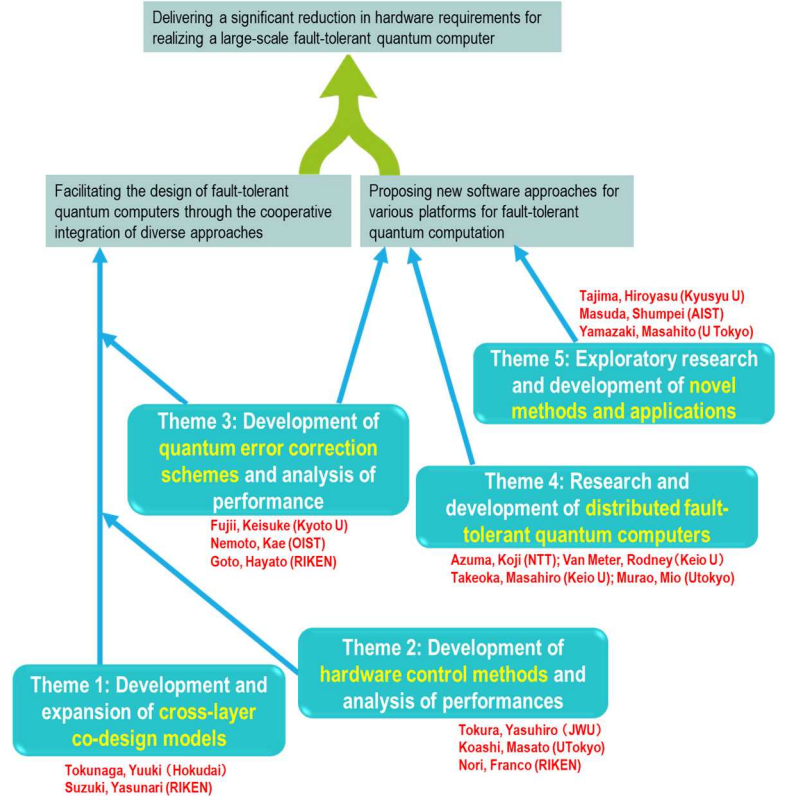 Delivering a significant reduction in hardware requirements for
realizing a large-scale fault-tolerant quantum computer
Facilitating the design of fault-tolerant
quantum computers through the cooperative
integration of diverse approaches
Proposing new software approaches for
various platforms for fault-tolerant
quantum computation
Tajima, Hiroyasu (Kyusyu U)
Masuda, Shumpei (AIST)
Yamazaki, Masahito (U Tokyo)
Theme 5: Exploratory research
and development of novel
methods and applications
Theme 3: Development of
quantum error correction
schemes and analysis of
performance
Fujii, Keisuke (Kyoto U)
Nemoto, Kae (OIST)
Goto, Hayato (RIKEN)
Theme 4: Research and
development of distributed fault-
tolerant quantum computers
Azuma, Koji (NTT); Van Meter, Rodney（Keio U）
Takeoka, Masahiro (Keio U); Murao, Mio (Utokyo)
Theme 2: Development of
hardware control methods and
analysis of performances
Tokura, Yasuhiro（JWU）
Koashi, Masato (UTokyo)
Nori, Franco (RIKEN)
Theme 1: Development and
expansion of cross-layer
co-design models
Tokunaga, Yuuki (Hokudai）
Suzuki, Yasunari (RIKEN)